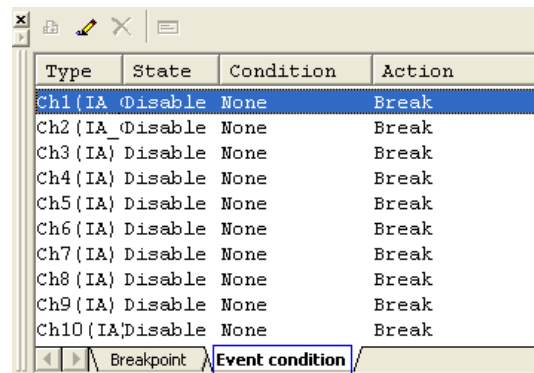 Type State Condition Action
Ch1(IA Disable None Break
Ch2(IA_ Disable None Break
Ch3(IA) Disable None Break
Ch4(IA) Disable None Break
Ch5(IA) Disable None Break
Ch6(IA) Disable None Break
Ch7(IA) Disable None Break
Ch8(IA) Disable None Break
Ch9(IA) Disable None Break
Ch10(IA Disable None Break
Breakpoint Event condition